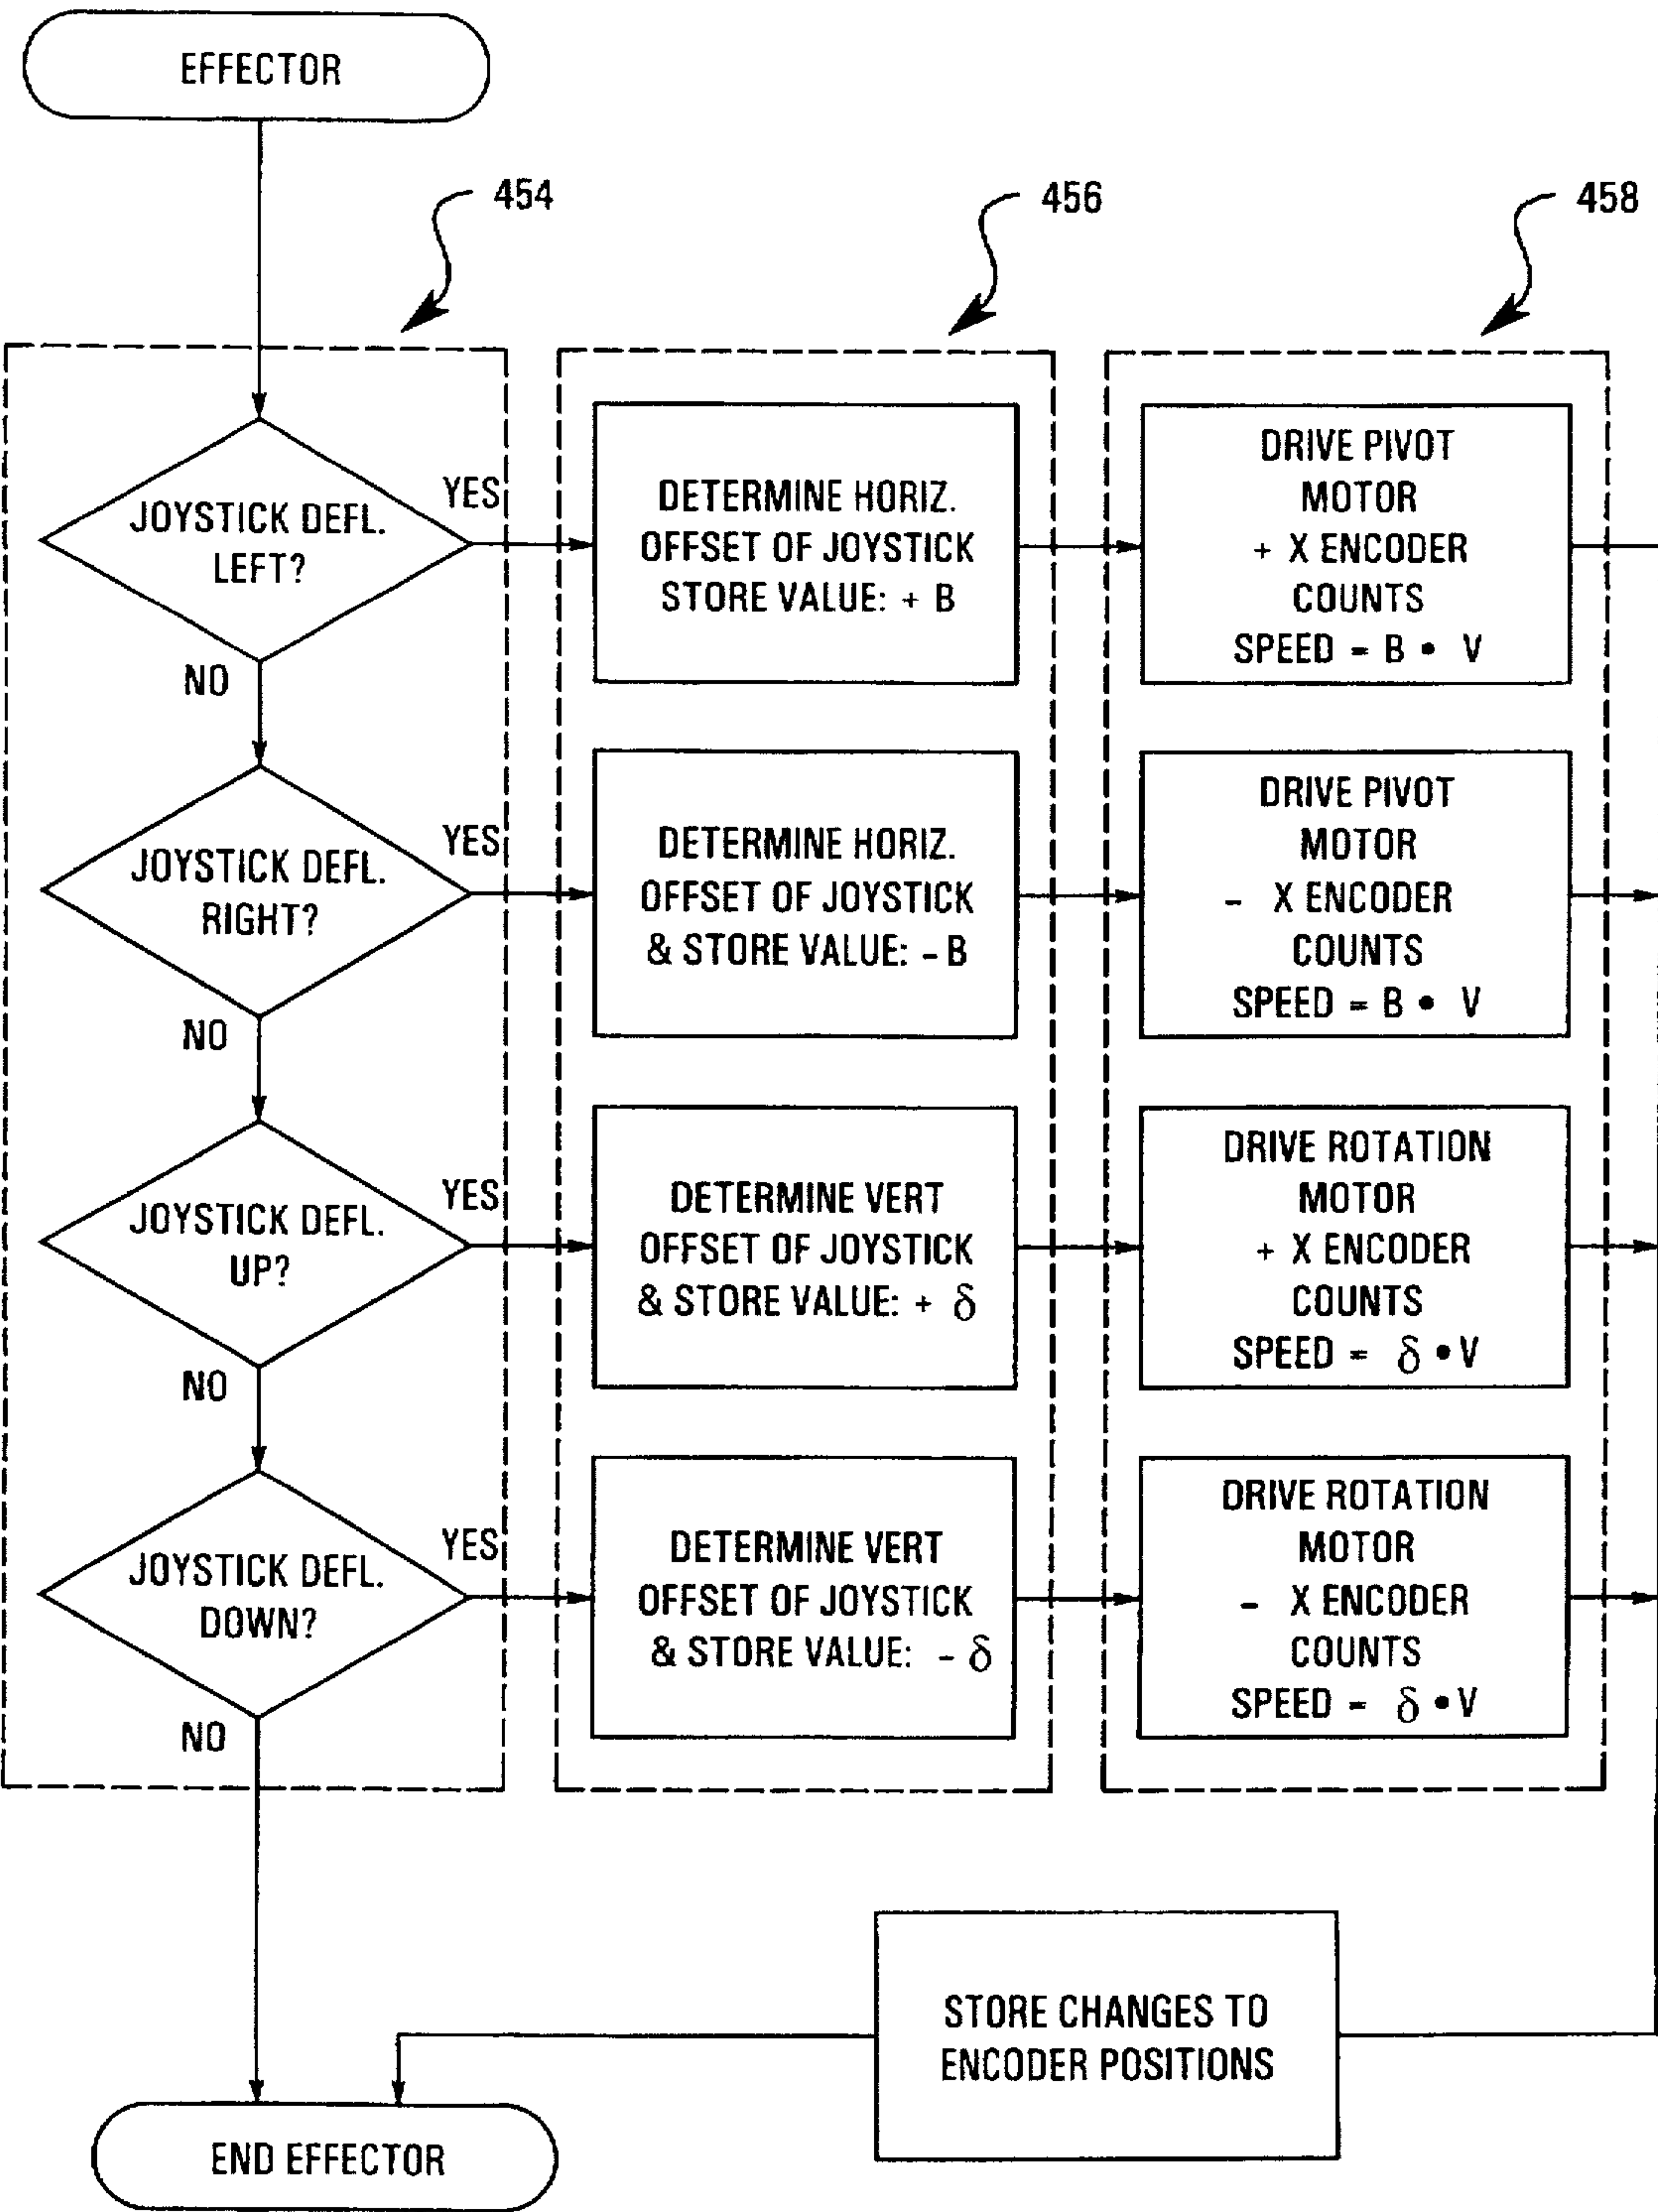 EFFECTOR
454
456
458
JOYSTICK DEFL.
LEFT?
YES
NO
DETERMINE HORIZ.
OFFSET OF JOYSTICK
STORE VALUE: + B
DRIVE PIVOT
MOTOR
+ X ENCODER
COUNTS
SPEED = B • V
JOYSTICK DEFL.
RIGHT?
YES
NO
DETERMINE HORIZ.
OFFSET OF JOYSTICK
& STORE VALUE: - B
DRIVE PIVOT
MOTOR
- X ENCODER
COUNTS
SPEED = B • V
JOYSTICK DEFL.
UP?
YES
NO
DETERMINE VERT
OFFSET OF JOYSTICK
& STORE VALUE: + δ
DRIVE ROTATION
MOTOR
+ X ENCODER
COUNTS
SPEED = δ • V
JOYSTICK DEFL.
DOWN?
YES
NO
DETERMINE VERT
OFFSET OF JOYSTICK
& STORE VALUE: - δ
DRIVE ROTATION
MOTOR
- X ENCODER
COUNTS
SPEED = δ • V
STORE CHANGES TO
ENCODER POSITIONS
END EFFECTOR